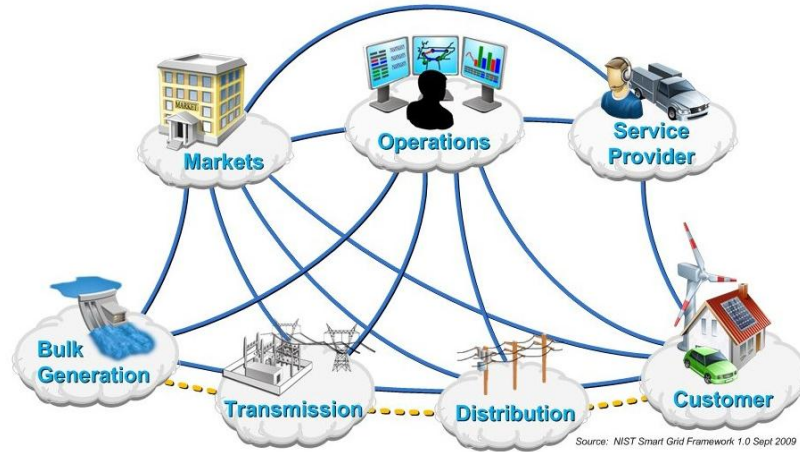 MARKET
Markets
Operations
Service
Provider
Bulk
Generation
Transmission
Distribution
Customer
Source: NIST Smart Grid Framework 1.0 Sept 2009